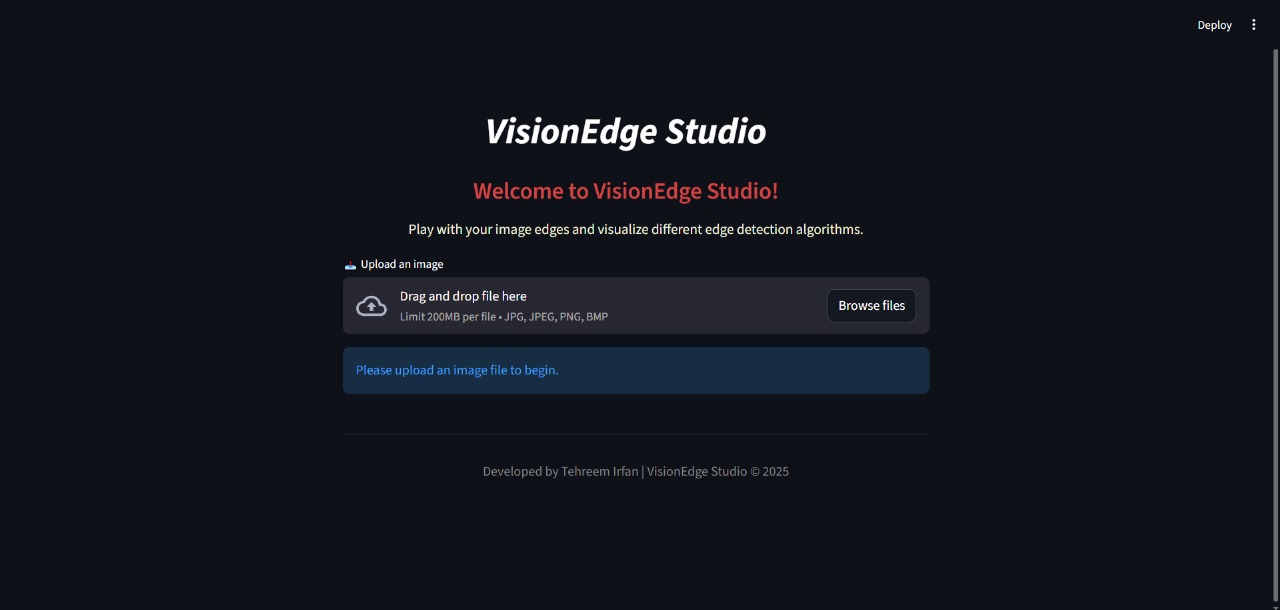 Deploy
VisionEdge Studio
Welcome to VisionEdge Studio!
Play with your image edges and visualize different edge detection algorithms.
Upload an image
Drag and drop file here
Limit 200MB per file • JPG, JPEG, PNG, BMP
Browse files
Please upload an image file to begin.
Developed by Tehreem Irfan | VisionEdge Studio © 2025